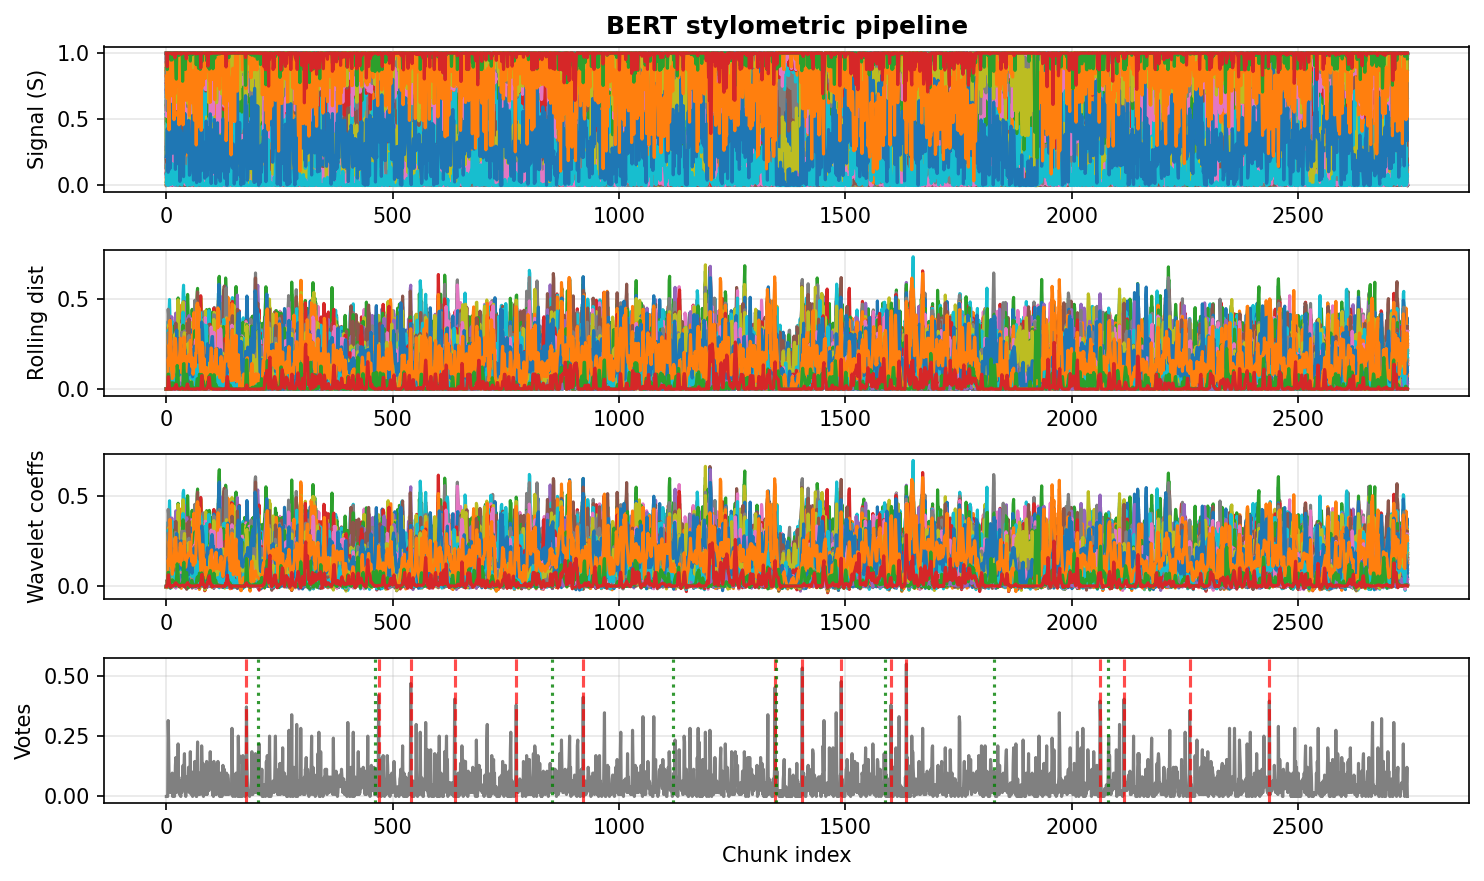 BERT stylometric pipeline
Signal (S)
1.0
0.5
0.0
0 500 1000 1500 2000 2500
Rolling dist
0.5
0.0
0 500 1000 1500 2000 2500
Wavelet coeffs
0.5
0.0
0 500 1000 1500 2000 2500
Votes
0.50
0.25
0.00
0 500 1000 1500 2000 2500
Chunk index